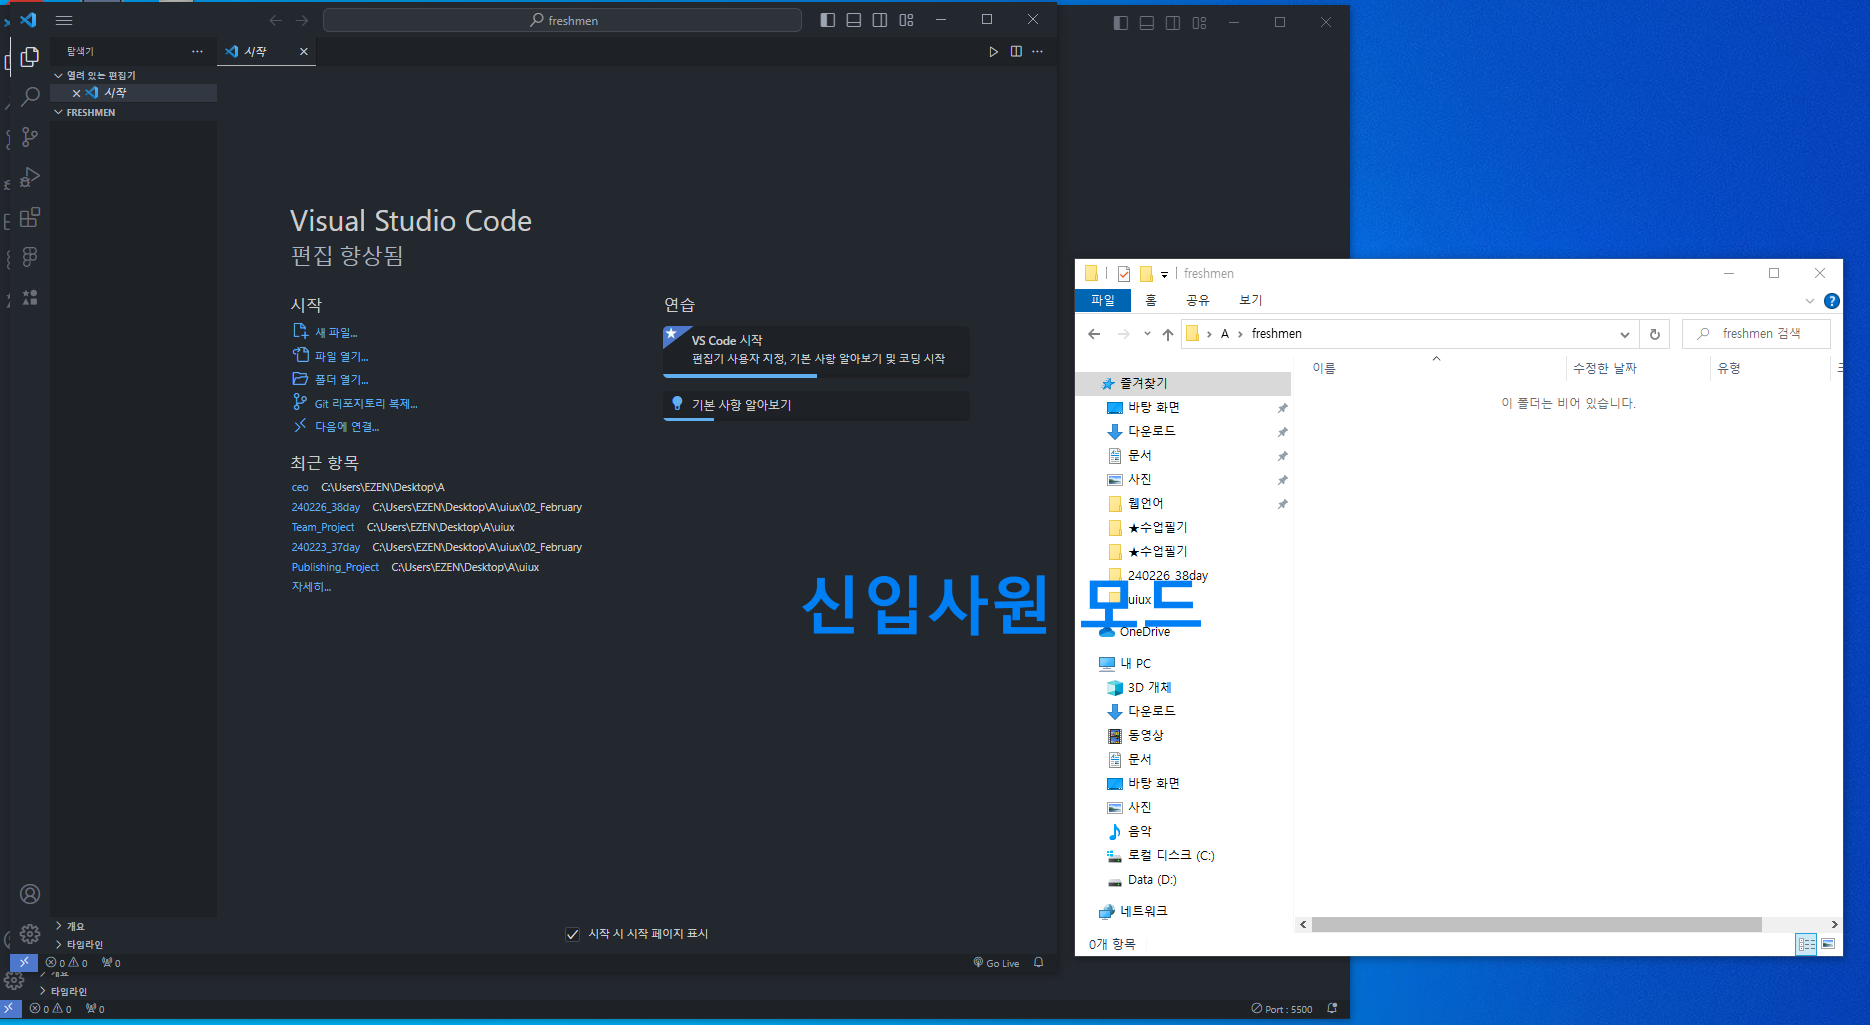 freshmen
탐색기
시작
열려 있는 편집기
시작
FRESHMEN
Visual Studio Code
편집 향상됨
시작
새 파일...
파일 열기...
폴더 열기...
Git 리포지토리 복제...
다음에 연결...
최근 항목
ceo C:\Users\EZEN\Desktop\A
240226_38day C:\Users\EZEN\Desktop\A\uiux\02_February
Team_Project C:\Users\EZEN\Desktop\A\uiux
240223_37day C:\Users\EZEN\Desktop\A\uiux\02_February
Publishing_Project C:\Users\EZEN\Desktop\A\uiux
자세히...
연습
VS Code 시작
편집기 사용자 지정, 기본 사항 알아보기 및 코딩 시작
기본 사항 알아보기
시작 시 시작 페이지 표시
개요
타임라인
0 0 0
Go Live
개요
타임라인
0 0 0
Port : 5500
신입사원 모드
freshmen
파일 홈 공유 보기
A freshmen
freshmen 검색
이름 수정한 날짜 유형
이 폴더는 비어 있습니다.
즐겨찾기
바탕 화면
다운로드
문서
사진
웹언어
★수업필기
★수업필기
240226_38day
uiux
OneDrive
내 PC
3D 개체
다운로드
동영상
문서
바탕 화면
사진
음악
로컬 디스크 (C:)
Data (D:)
네트워크
0개 항목